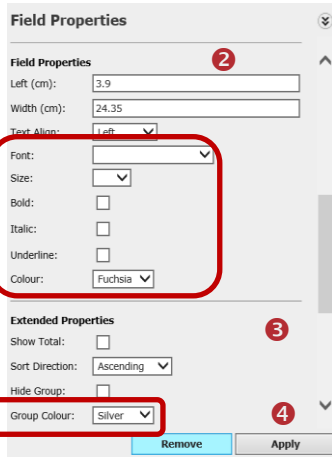 Field Properties
Field Properties
2
Left (cm): 3.9
Width (cm): 24.35
Text Align: Left
Font:
Size:
Bold:
Italic:
Underline:
Colour: Fuchsia
Extended Properties
3
Show Total:
Sort Direction: Ascending
Hide Group:
Group Colour: Silver
4
Remove Apply